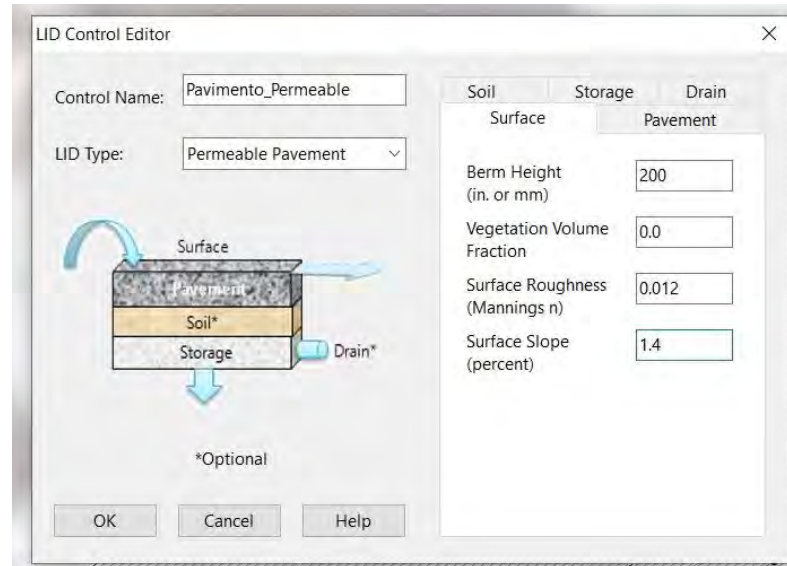 LID Control Editor
Control Name: Pavimento_Permeable
LID Type: Permeable Pavement
Surface
Pavement
Soil*
Storage
Drain*
*Optional
OK Cancel Help
Soil Storage Drain
Surface Pavement
Berm Height 200
(in. or mm)
Vegetation Volume 0.0
Fraction
Surface Roughness 0.012
(Mannings n)
Surface Slope 1.4
(percent)